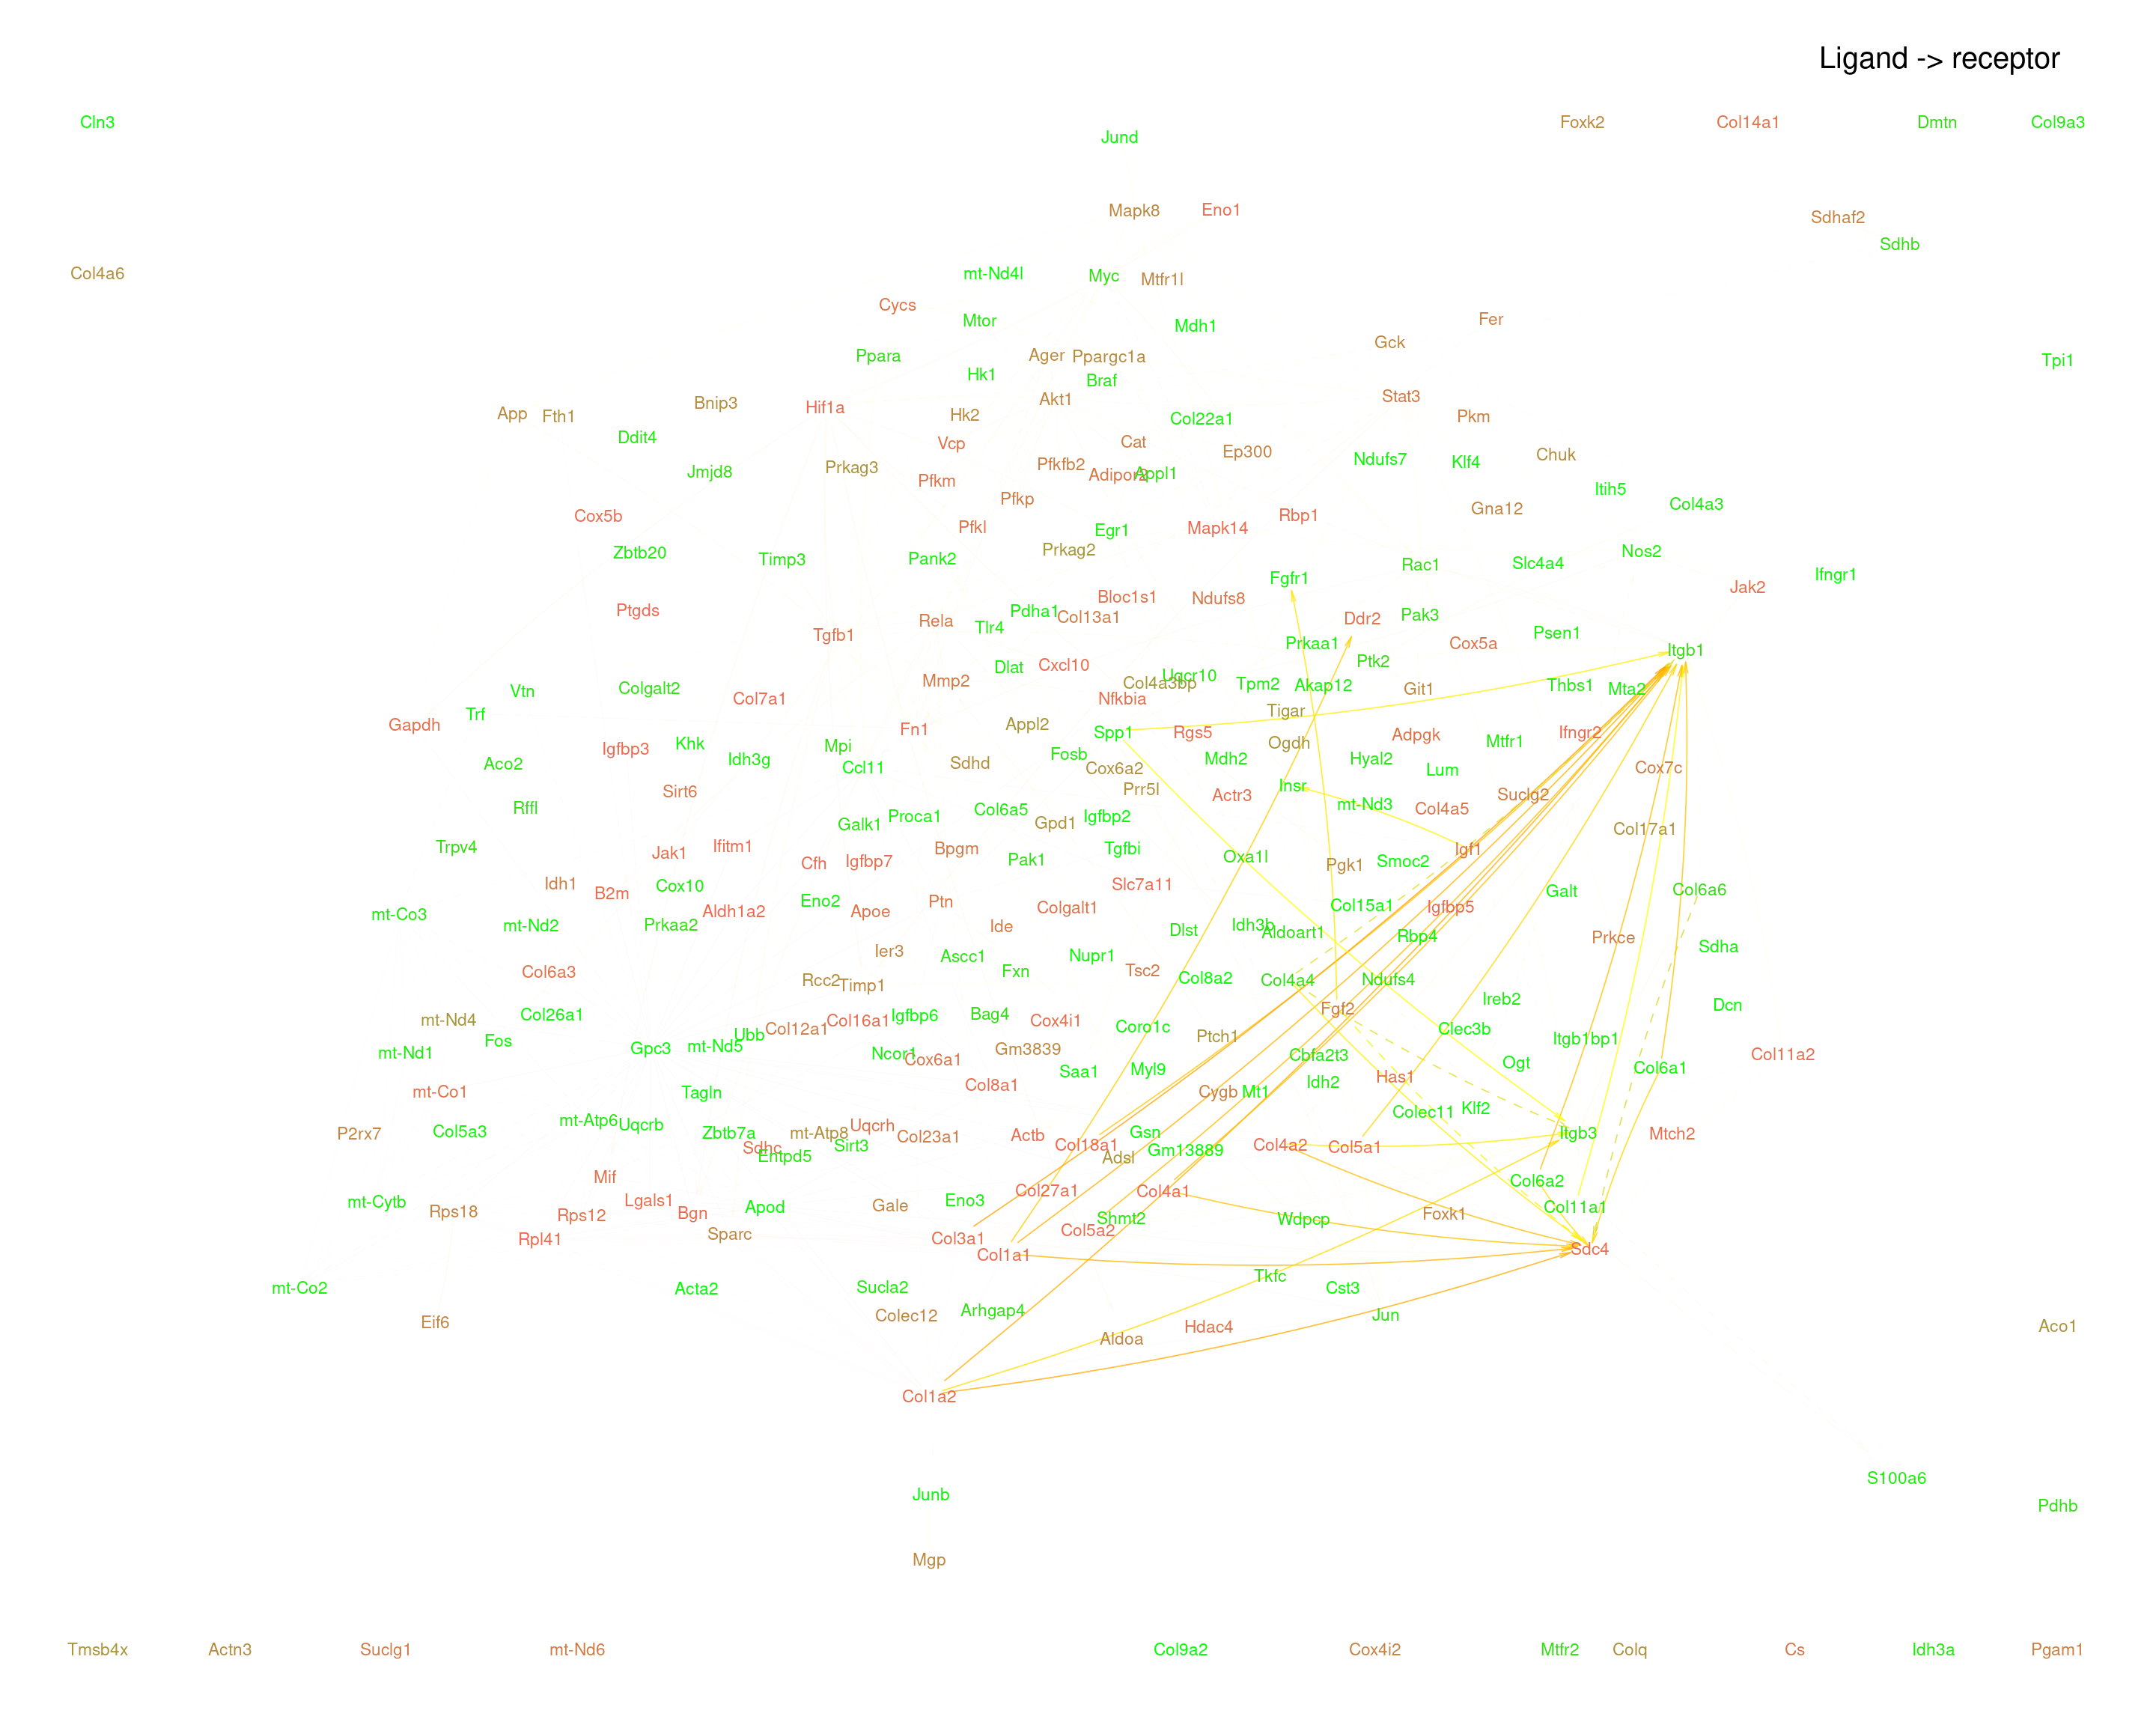 Ligand -> receptor
Cln3
Foxk2
Col14a1
Dmtn
Col9a3
Jund
Mapk8
Eno1
Sdhaf2
Sdhb
Col4a6
mt-Nd4l
Myc
Mtfr1l
Cycs
Mtor
Mdh1
Fer
Ppara
Ager
Ppargc1a
Gck
Tpi1
Hk1
Braf
App
Fth1
Bnip3
Hif1a
Hk2
Akt1
Col22a1
Stat3
Pkm
Ddit4
Vcp
Cat
Ep300
Jmjd8
Prkag3
Pfkm
Pfkfb2
Adipor2
Appl1
Ndufs7
Klf4
Chuk
Itih5
Col4a3
Cox5b
Pfkp
Pfkl
Egr1
Mapk14
Rbp1
Gna12
Zbtb20
Timp3
Pank2
Prkag2
Fgfr1
Rac1
Slc4a4
Nos2
Ifngr1
Jak2
Ptgds
Tgfb1
Rela
Tlr4
Pdha1
Col13a1
Bloc1s1
Ndufs8
Ddr2
Pak3
Prkaa1
Cox5a
Psen1
Itgb1
Vtn
Colgalt2
Col7a1
Mmp2
Dlat
Cxcl10
Col4a3bp
Uqcr10
Tpm2
Akap12
Ptk2
Git1
Thbs1
Mta2
Nfkbia
Tigar
Trf
Gapdh
Igfbp3
Khk
Idh3g
Mpi
Ccl11
Fn1
Appl2
Spp1
Rgs5
Ogdh
Adpgk
Mtfr1
Ifngr2
Aco2
Sdhd
Fosb
Cox6a2
Mdh2
Hyal2
Lum
Cox7c
Rffl
Sirt6
Prr5l
Actr3
Insr
mt-Nd3
Col4a5
Suclg2
Galk1
Proca1
Col6a5
Gpd1
Igfbp2
Col17a1
Trpv4
Jak1
Ifitm1
Cfh
Igfbp7
Bpgm
Pak1
Tgfbi
Oxa1l
Pgk1
Smoc2
Igf1
Idh1
B2m
Cox10
Slc7a11
Galt
Col6a6
mt-Co3
mt-Nd2
Prkaa2
Aldh1a2
Eno2
Apoe
Ptn
Ide
Colgalt1
Dlst
Idh3b
Aldoart1
Col15a1
Igfbp5
Rbp4
Prkce
Sdha
Col6a3
Ier3
Rcc2
Timp1
Ascc1
Fxn
Nupr1
Tsc2
Col8a2
Col4a4
Ndufs4
Ireb2
Dcn
mt-Nd4
Col26a1
Fgf2
mt-Nd1
Fos
Gpc3
mt-Nd5
Ubb
Col12a1
Col16a1
Igfbp6
Bag4
Cox4i1
Coro1c
Ptch1
Clec3b
Itgb1bp1
Ncor1
Cox6a1
Gm3839
Cbfa2t3
Ogt
Col6a1
Col11a2
mt-Co1
Tagln
Col8a1
Saa1
Myl9
Cygb
Mt1
Idh2
Has1
P2rx7
Col5a3
mt-Atp6
Uqcrb
Zbtb7a
Sdhc
Entpd5
mt-Atp8
Sirt3
Uqcrh
Col23a1
Actb
Col18a1
Gsn
Adsl
Gm13889
Col4a2
Col5a1
Colec11
Klf2
Itgb3
Mtch2
mt-Cytb
Rps18
Mif
Rps12
Lgals1
Bgn
Apod
Gale
Eno3
Col27a1
Col4a1
Col6a2
Col11a1
Rpl41
Sparc
Col3a1
Col1a1
Col5a2
Shmt2
Wdpcp
Foxk1
Sdc4
mt-Co2
Acta2
Sucla2
Tkfc
Cst3
Eif6
Colec12
Arhgap4
Aldoa
Hdac4
Jun
Aco1
Col1a2
S100a6
Junb
Pdhb
Mgp
Tmsb4x
Actn3
Suclg1
mt-Nd6
Col9a2
Cox4i2
Mtfr2
Colq
Cs
Idh3a
Pgam1